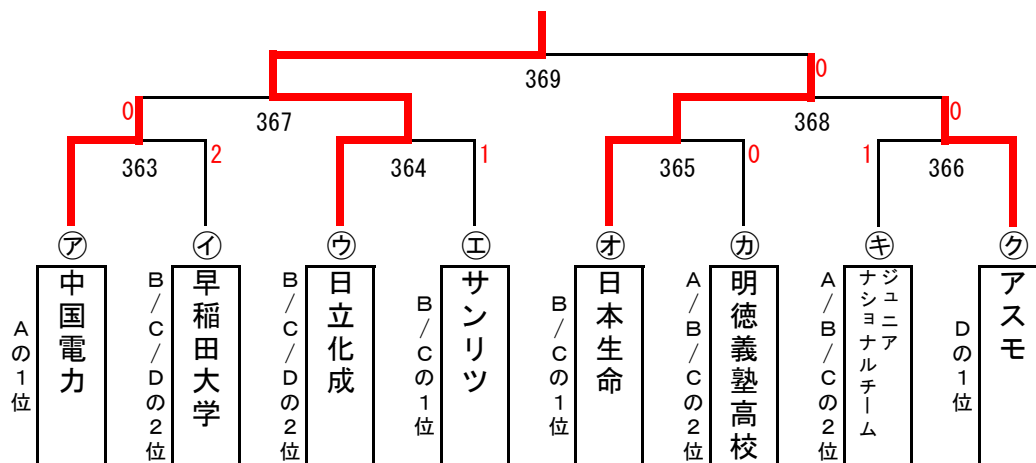 369
0
0
367
368
0
363
2
364
1
365
0
1
366
㋐
㋑
㋒
㋓
㋔
㋕
㋖
㋗
Aの1位
中国電力
B/C/Dの2位
早稲田大学
B/C/Dの2位
日立化成
B/Cの1位
サンリツ
B/Cの1位
日本生命
A/B/Cの2位
明徳義塾高校
A/B/Cの2位
ジュニア
ナショナルチーム
Dの1位
アスモ